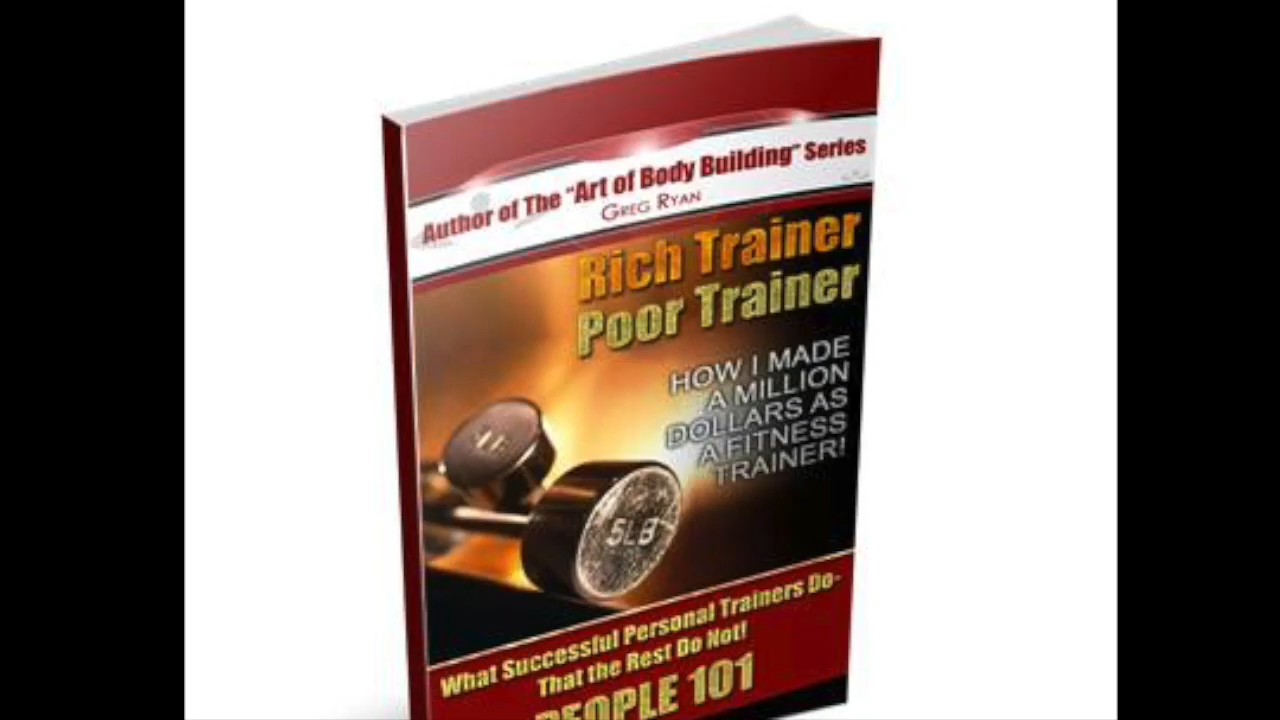 Author of The "Art of Body Building" Series
GREG RYAN
Rich Trainer
Poor Trainer
HOW I MADE
A MILLION
DOLLARS AS
A FITNESS
TRAINER!
5LB
What Successful Personal Trainers Do-
That the Rest Do Not!
PEOPLE 101